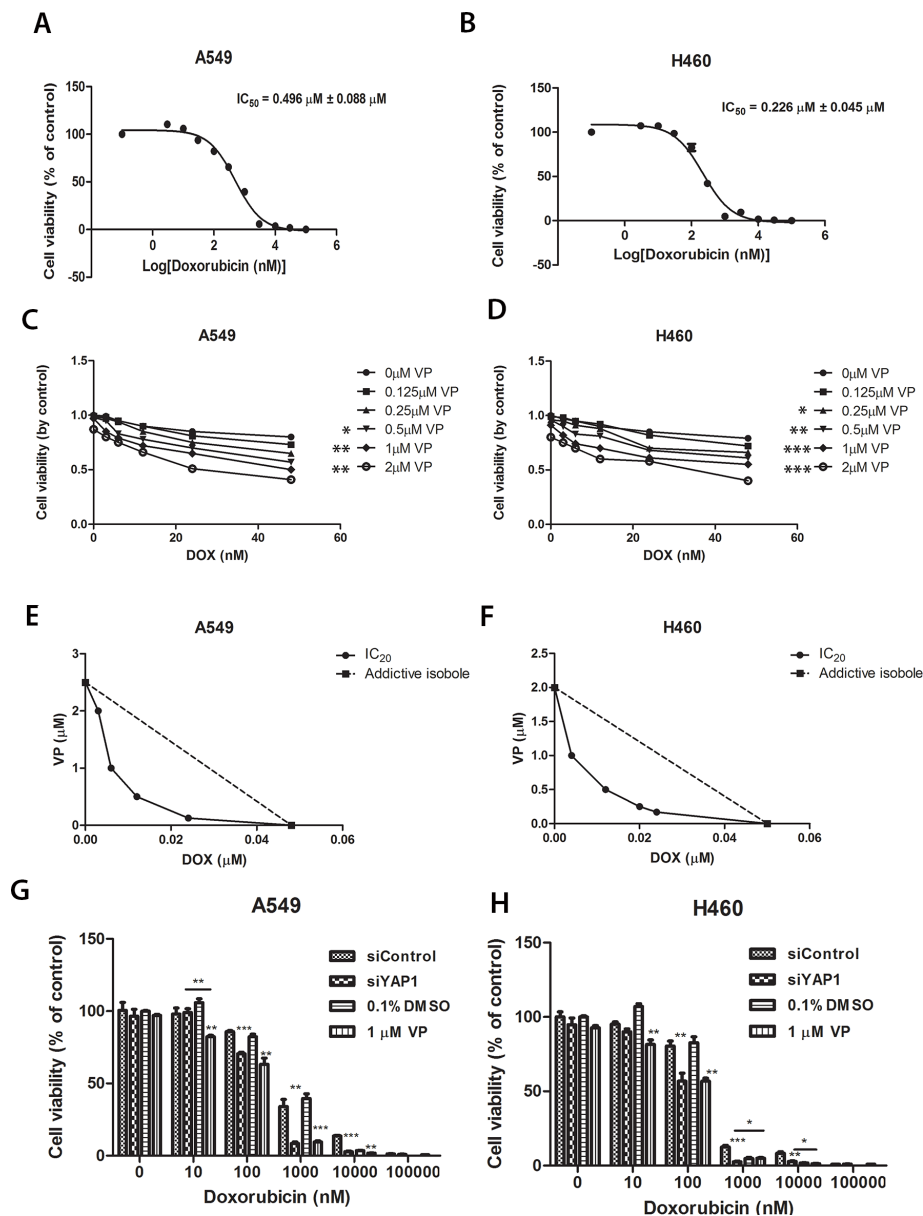 A
A549
IC50 = 0.496 μM ± 0.088 μM
Cell viability (% of control)
150
100
50
0
-50
0
2
4
6
Log[Doxorubicin (nM)]
B
H460
IC50 = 0.226 μM ± 0.045 μM
Cell viability (% of control)
150
100
50
0
-50
0
2
4
6
Log[Doxorubicin (nM)]
C
A549
Cell viability (by control)
1.5
1.0
0.5
0.0
0
20
40
60
DOX (nM)
0μM VP
0.125μM VP
0.25μM VP
* 0.5μM VP
** 1μM VP
** 2μM VP
D
H460
Cell viability (by control)
1.5
1.0
0.5
0.0
0
20
40
60
DOX (nM)
0μM VP
0.125μM VP
* 0.25μM VP
** 0.5μM VP
*** 1μM VP
*** 2μM VP
E
A549
IC20
Addictive isobole
VP (μM)
3
2
1
0
0.00
0.02
0.04
0.06
DOX (μM)
F
H460
IC20
Addictive isobole
VP (μM)
2.5
2.0
1.5
1.0
0.5
0.0
0.00
0.02
0.04
0.06
DOX (μM)
G
A549
Cell viability (% of control)
150
100
50
0
siControl
siYAP1
0.1% DMSO
1 μM VP
**
**
***
**
**
***
***
**
0
10
100
1000
10000
100000
Doxorubicin (nM)
H
H460
Cell viability (% of control)
150
100
50
0
siControl
siYAP1
0.1% DMSO
1 μM VP
**
**
**
*
***
*
**
0
10
100
1000
10000
100000
Doxorubicin (nM)